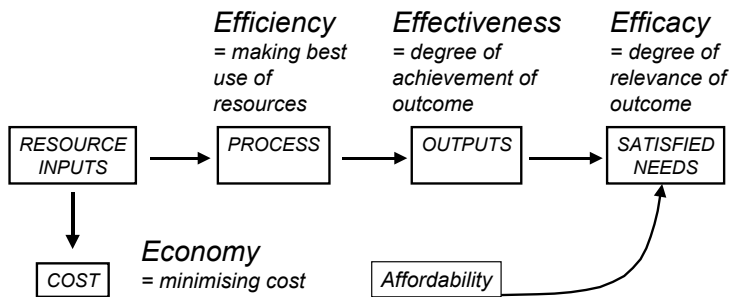 Efficiency
= making best
use of
resources
Effectiveness
= degree of
achievement of
outcome
Efficacy
= degree of
relevance of
outcome
RESOURCE
INPUTS
PROCESS
OUTPUTS
SATISFIED
NEEDS
COST
Economy
= minimising cost
Affordability